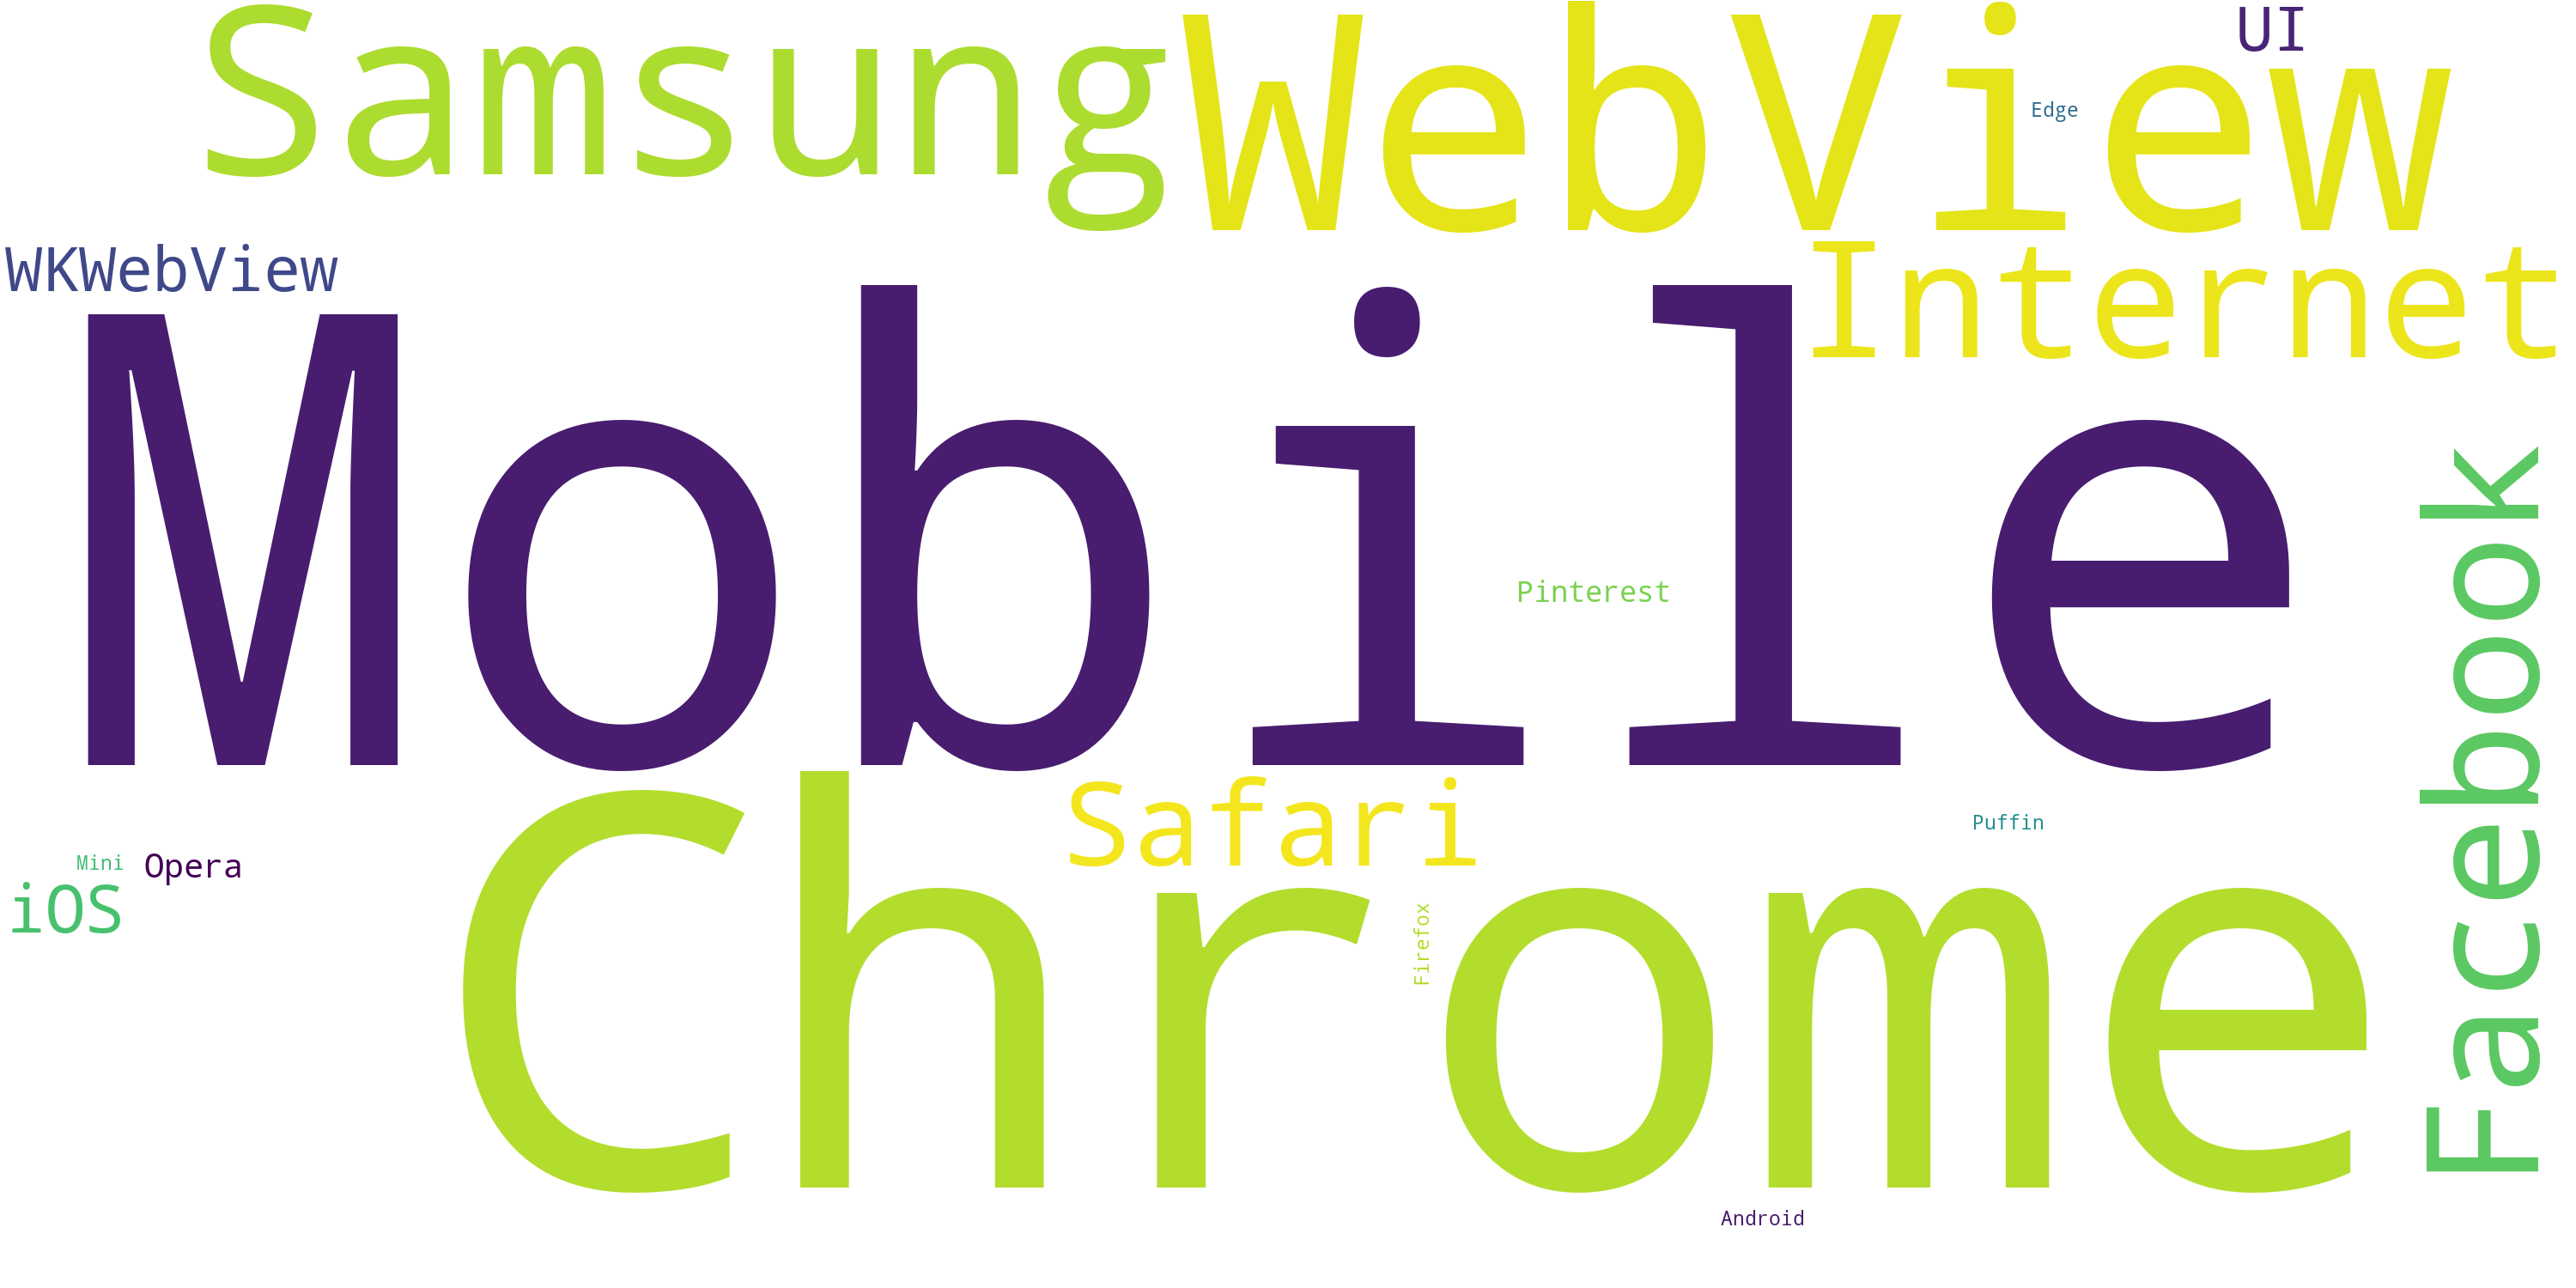 Samsung
WebView
UI
Edge
WKWebView
Internet
Mobile
Pinterest
Facebook
Safari
Puffin
Mini
Opera
iOS
Chrome
Firefox
Android